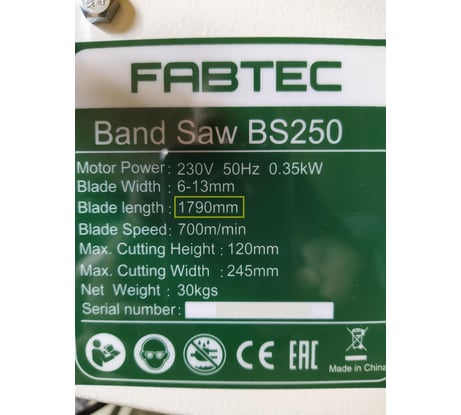 FABTEC
Band Saw BS250
Motor Power : 230V 50Hz 0.35kW
Blade Width : 6-13mm
Blade length : 1790mm
Blade Speed : 700m/min
Max. Cutting Height : 120mm
Max. Cutting Width : 245mm
Net Weight : 30kgs
Serial number :
CE EAC
Made in China